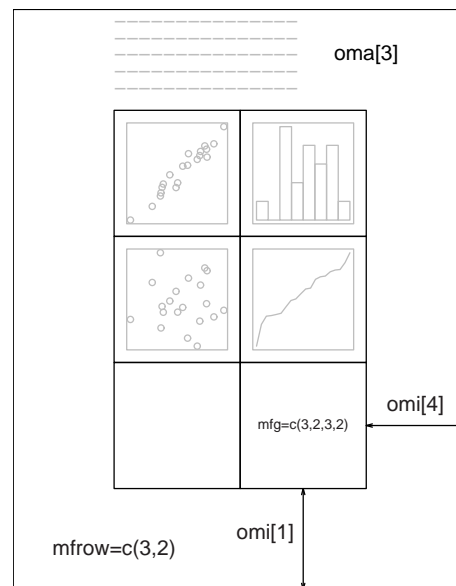 oma[3]
mfg=c(3,2,3,2)
omi[4]
omi[1]
mfrow=c(3,2)